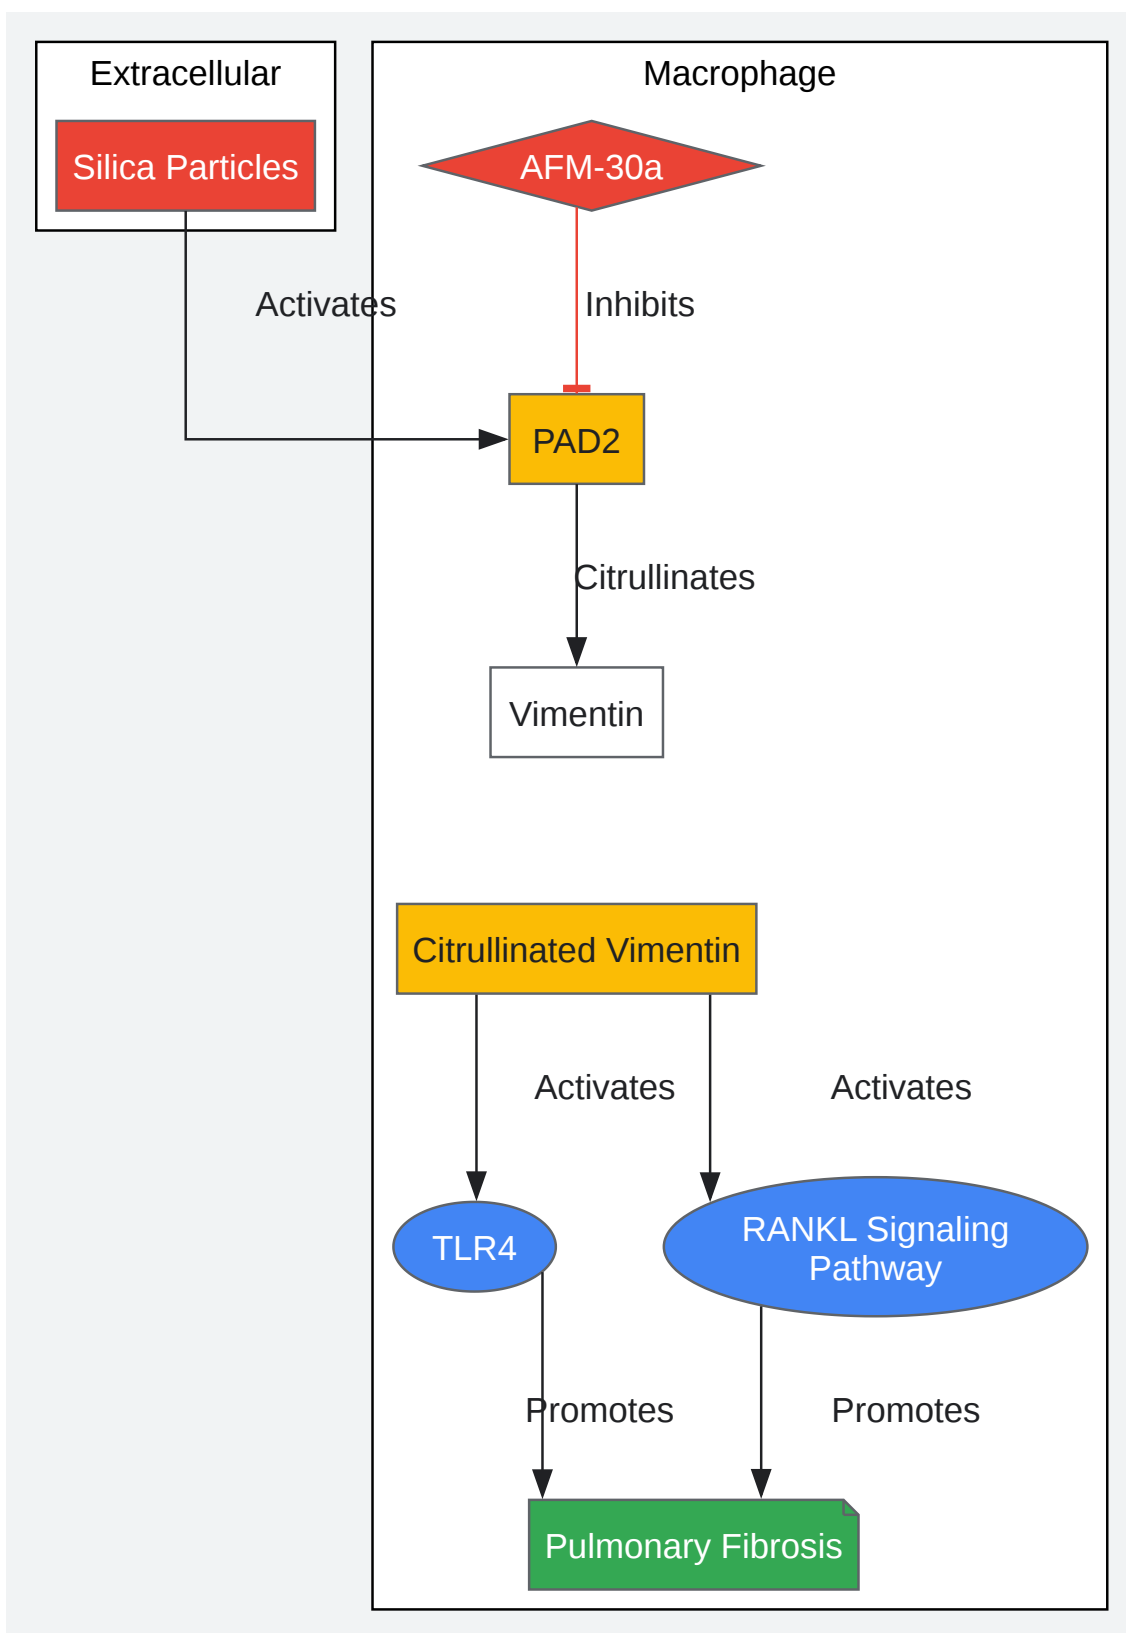 Extracellular
Macrophage
Silica Particles
AFM-30a
Activates
Inhibits
PAD2
Citrullinates
Vimentin
Citrullinated Vimentin
Activates
Activates
TLR4
RANKL Signaling
Pathway
Promotes
Promotes
Pulmonary Fibrosis